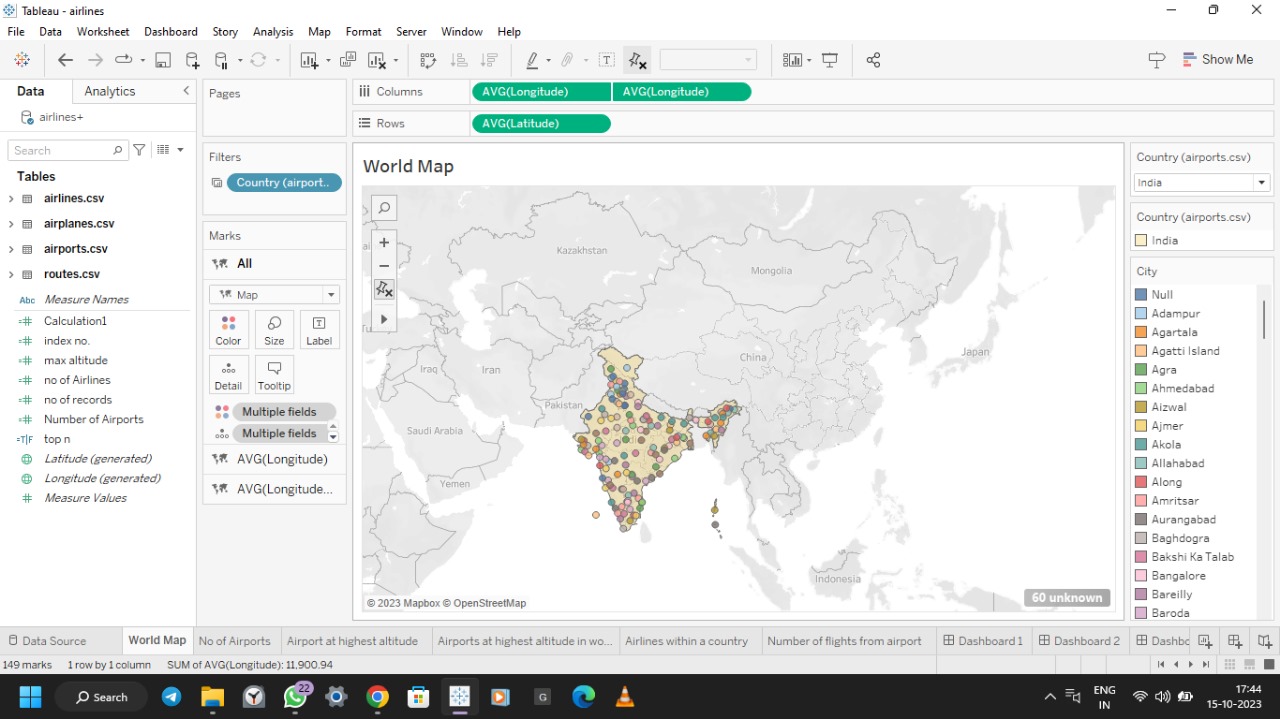 Tableau - airlines
File Data Worksheet Dashboard Story Analysis Map Format Server Window Help
Show Me
Data Analytics
airlines+
Search
Tables
airlines.csv
airplanes.csv
airports.csv
routes.csv
Abc Measure Names
Calculation1
index no.
max altitude
no of Airlines
no of records
Number of Airports
=T|F top n
Latitude (generated)
Longitude (generated)
Measure Values
Pages
Filters
Country (airport..
Marks
All
Map
Color Size Label
Detail Tooltip
Multiple fields
Multiple fields
AVG(Longitude)
AVG(Longitude...
Columns AVG(Longitude) AVG(Longitude)
Rows AVG(Latitude)
World Map
Kazakhstan
Mongolia
China
Japan
Iraq
Iran
Pakistan
Saudi Arabia
Yemen
Indonesia
60 unknown
© 2023 Mapbox © OpenStreetMap
Country (airports.csv)
India
Country (airports.csv)
India
City
Null
Adampur
Agartala
Agatti Island
Agra
Ahmedabad
Aizwal
Ajmer
Akola
Allahabad
Along
Amritsar
Aurangabad
Baghdogra
Bakshi Ka Talab
Bangalore
Bareilly
Baroda
Data Source World Map No of Airports Airport at highest altitude Airports at highest altitude in wo... Airlines within a country Number of flights from airport Dashboard 1 Dashboard 2 Dashbo
149 marks 1 row by 1 column SUM of AVG(Longitude): 11,900.94
Search
22
G
ENG
IN
17:44
15-10-2023